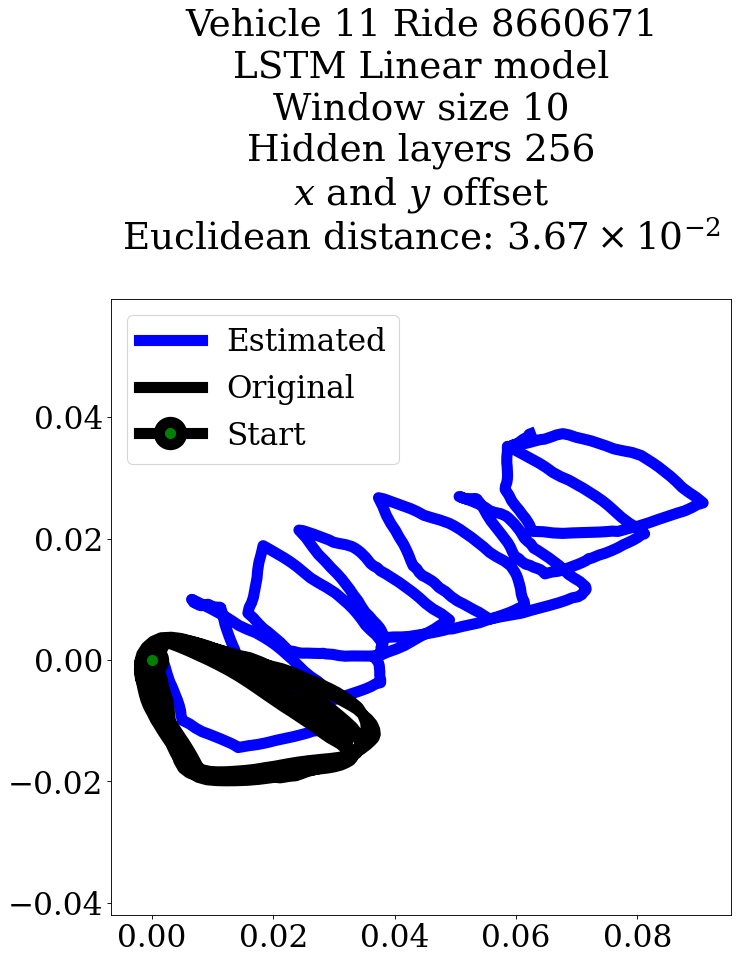 Vehicle 11 Ride 8660671
LSTM Linear model
Window size 10
Hidden layers 256
x and y offset
Euclidean distance: 3.67 × 10⁻²
Estimated
Original
Start
0.04
0.02
0.00
−0.02
−0.04
0.00 0.02 0.04 0.06 0.08